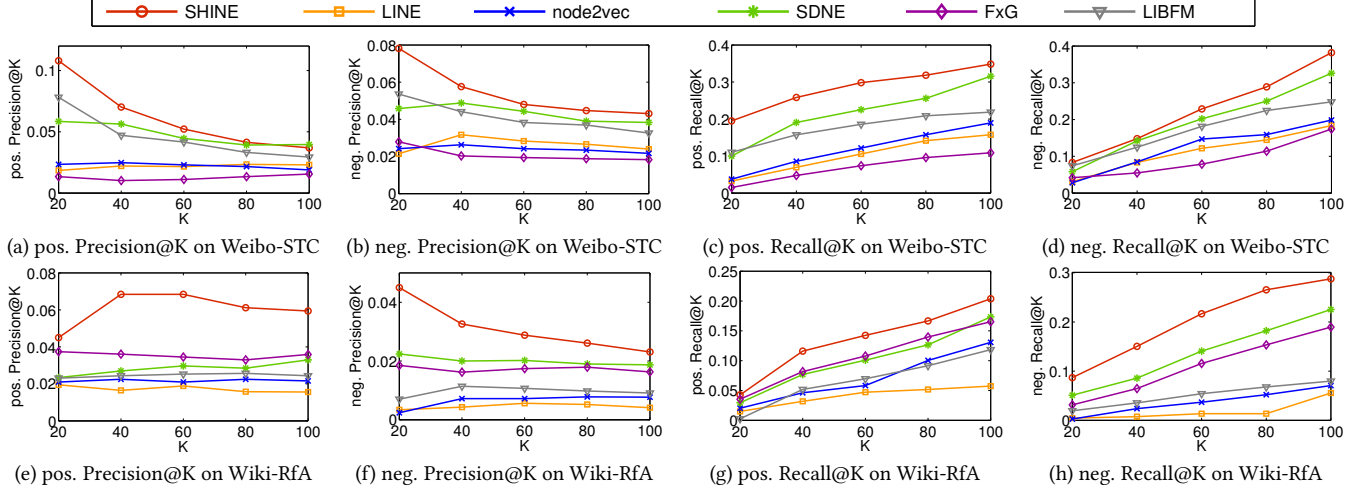 SHINE LINE node2vec SDNE FxG LIBFM
pos. Precision@K
0.1
0.05
0
20 40 60 80 100
K
(a) pos. Precision@K on Weibo-STC
neg. Precision@K
0.08
0.06
0.04
0.02
0
20 40 60 80 100
K
(b) neg. Precision@K on Weibo-STC
pos. Recall@K
0.4
0.3
0.2
0.1
0
20 40 60 80 100
K
(c) pos. Recall@K on Weibo-STC
neg. Recall@K
0.4
0.3
0.2
0.1
0
20 40 60 80 100
K
(d) neg. Recall@K on Weibo-STC
pos. Precision@K
0.08
0.06
0.04
0.02
0
20 40 60 80 100
K
(e) pos. Precision@K on Wiki-RfA
neg. Precision@K
0.04
0.02
0
20 40 60 80 100
K
(f) neg. Precision@K on Wiki-RfA
pos. Recall@K
0.25
0.20
0.15
0.10
0.05
0
20 40 60 80 100
K
(g) pos. Recall@K on Wiki-RfA
neg. Recall@K
0.3
0.2
0.1
0
20 40 60 80 100
K
(h) neg. Recall@K on Wiki-RfA